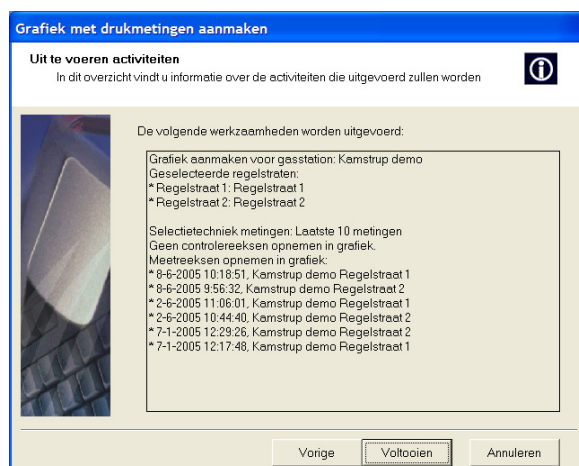 Grafiek met drukmetingen aanmaken
Uit te voeren activiteiten
In dit overzicht vindt u informatie over de activiteiten die uitgevoerd zullen worden
De volgende werkzaamheden worden uitgevoerd:
Grafiek aanmaken voor gasstation: Kamstrup demo
Geselecteerde regelstraten:
* Regelstraat 1: Regelstraat 1
* Regelstraat 2: Regelstraat 2
Selectietechniek metingen: Laatste 10 metingen
Geen controlereeksen opnemen in grafiek.
Meetreeksen opnemen in grafiek:
* 8-6-2005 10:18:51, Kamstrup demo Regelstraat 1
* 8-6-2005 9:56:32, Kamstrup demo Regelstraat 2
* 2-6-2005 11:06:01, Kamstrup demo Regelstraat 1
* 2-6-2005 10:44:40, Kamstrup demo Regelstraat 2
* 7-1-2005 12:29:26, Kamstrup demo Regelstraat 2
* 7-1-2005 12:17:48, Kamstrup demo Regelstraat 1
Vorige Voltooien Annuleren